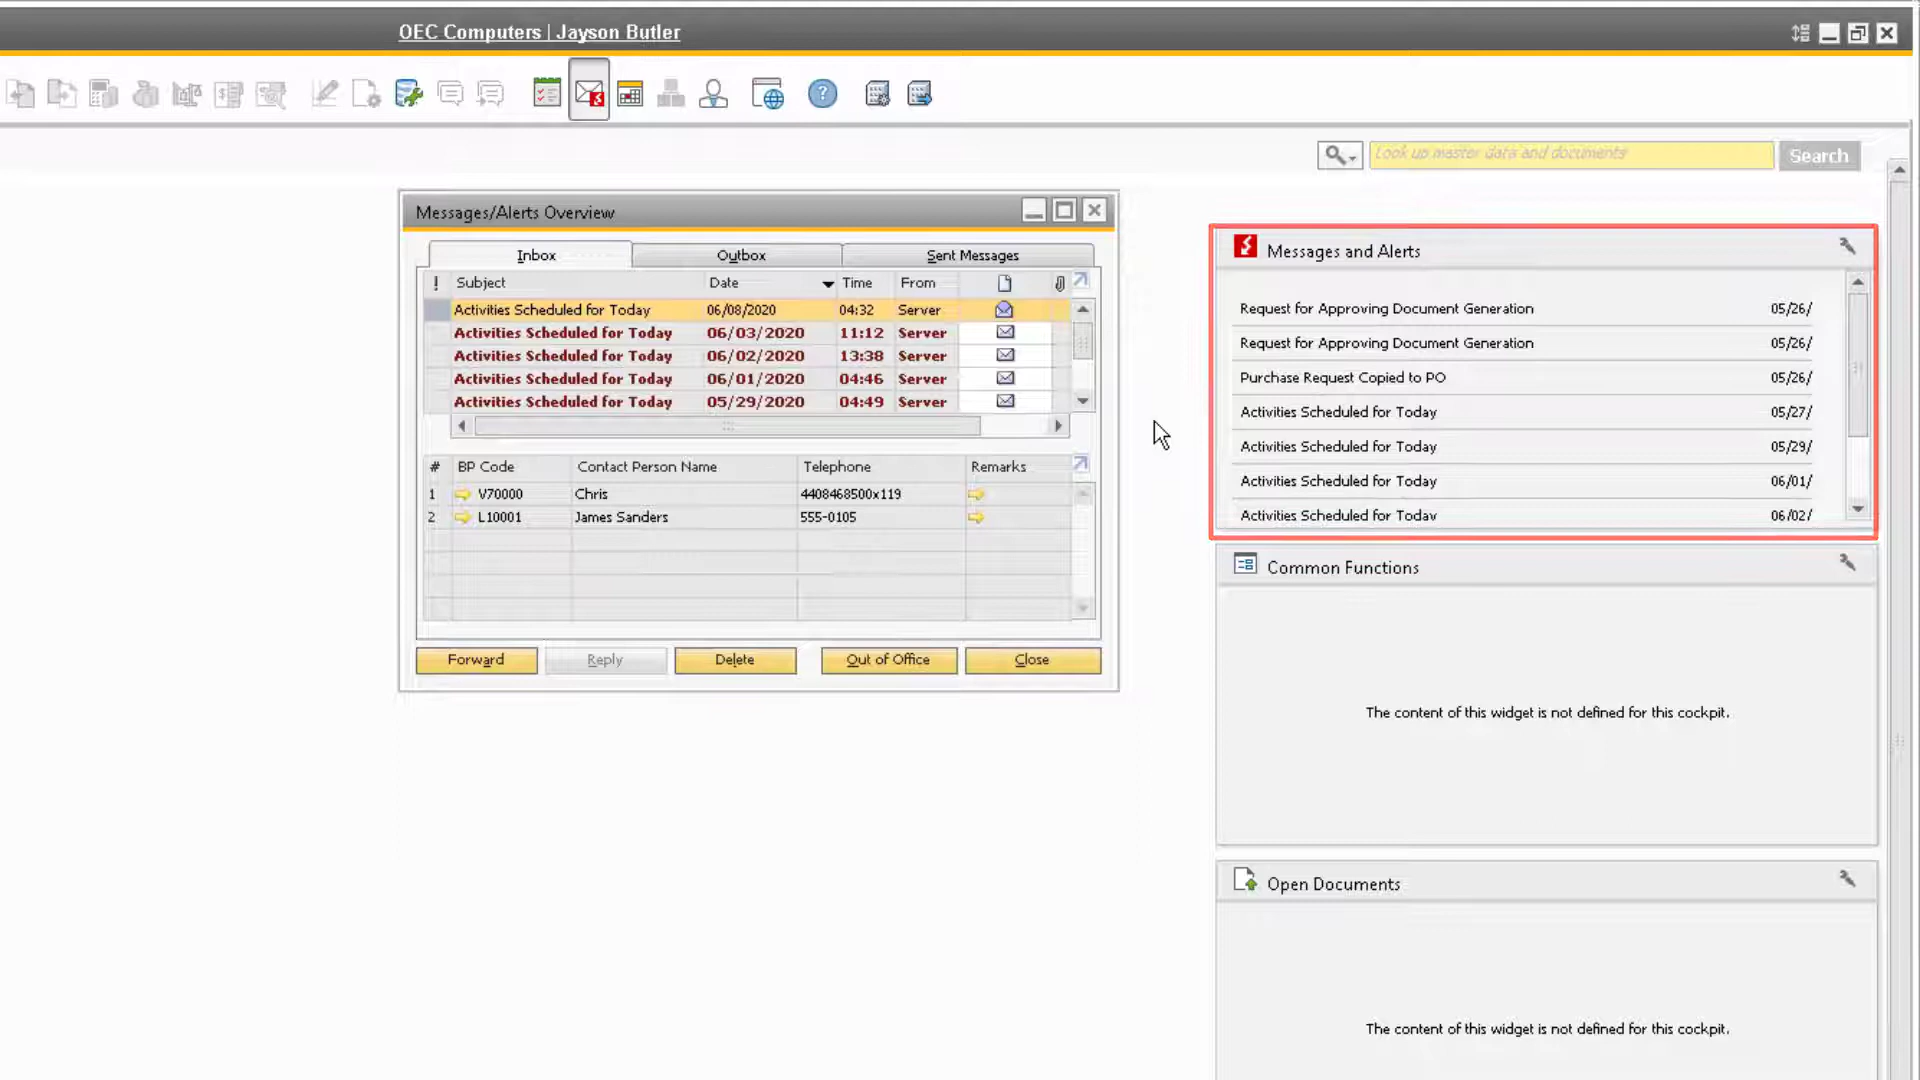 OEC Computers | Jayson Butler
Look up master data and documents
Search
Messages/Alerts Overview
Inbox Outbox Sent Messages
! Subject Date Time From
Activities Scheduled for Today 06/08/2020 04:32 Server
Activities Scheduled for Today 06/03/2020 11:12 Server
Activities Scheduled for Today 06/02/2020 13:38 Server
Activities Scheduled for Today 06/01/2020 04:46 Server
Activities Scheduled for Today 05/29/2020 04:49 Server
# BP Code Contact Person Name Telephone Remarks
1 V70000 Chris 4408468500x119
2 L10001 James Sanders 555-0105
Forward Reply Delete Out of Office Close
Messages and Alerts
Request for Approving Document Generation 05/26/
Request for Approving Document Generation 05/26/
Purchase Request Copied to PO 05/26/
Activities Scheduled for Today 05/27/
Activities Scheduled for Today 05/29/
Activities Scheduled for Today 06/01/
Activities Scheduled for Today 06/02/
Common Functions
The content of this widget is not defined for this cockpit.
Open Documents
The content of this widget is not defined for this cockpit.